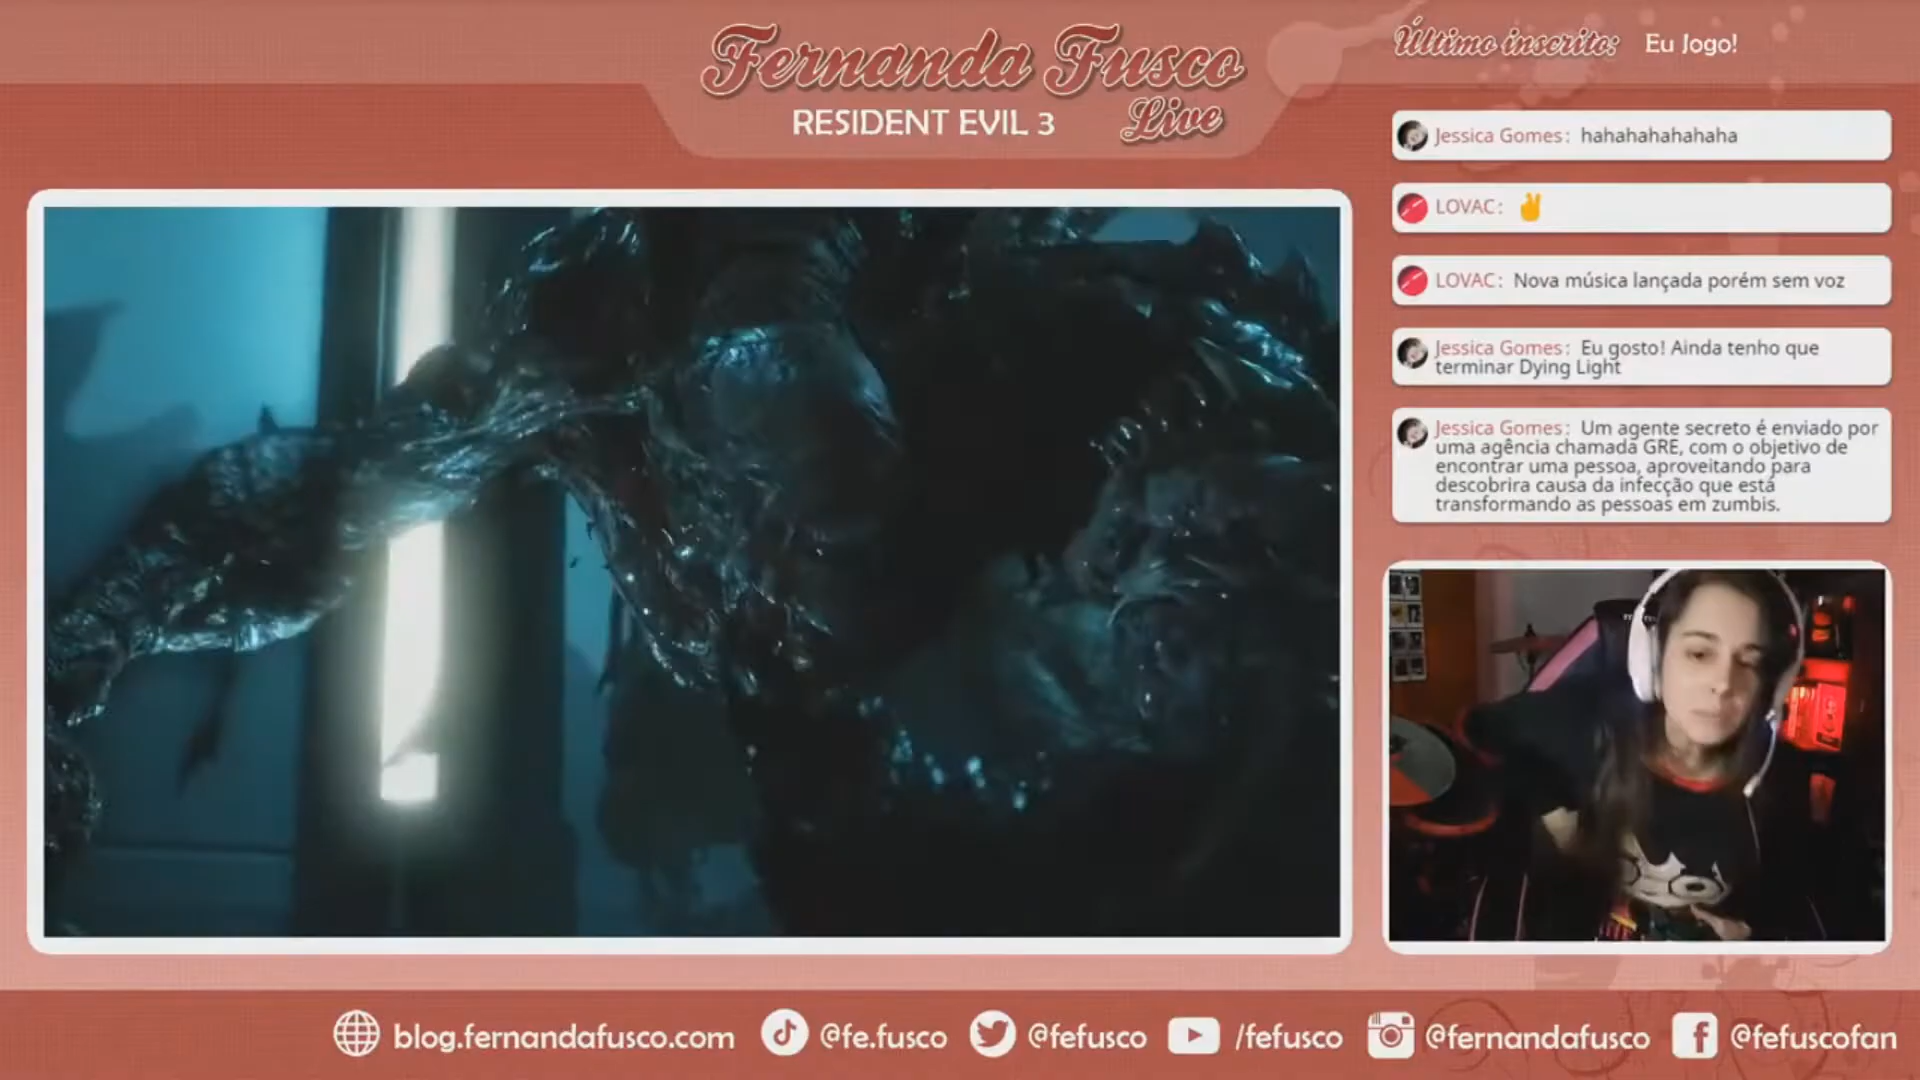 Fernanda Fusco
RESIDENT EVIL 3
Live
Último inscrito: Eu Jogo!
Jessica Gomes: hahahahahahaha
LOVAC: ✌
LOVAC: Nova música lançada porém sem voz
Jessica Gomes: Eu gosto! Ainda tenho que
terminar Dying Light
Jessica Gomes: Um agente secreto é enviado por
uma agência chamada GRE, com o objetivo de
encontrar uma pessoa, aproveitando para
descobrira causa da infecção que está
transformando as pessoas em zumbis.
blog.fernandafusco.com @fe.fusco @fefusco /fefusco @fernandafusco @fefuscofan